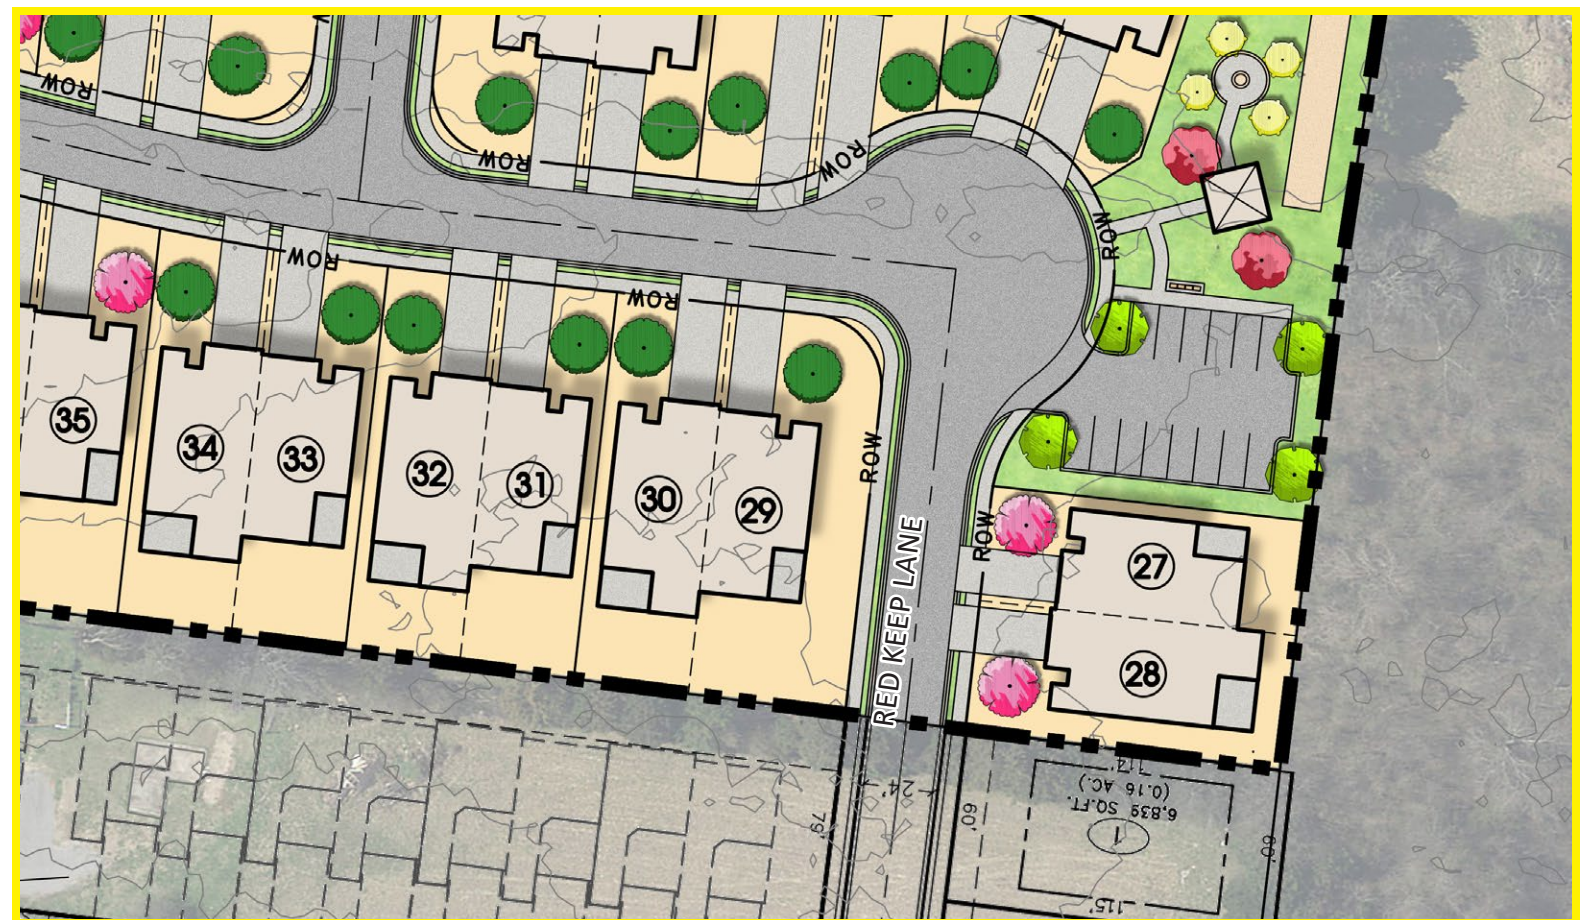 ROW
ROW
ROW
ROW
ROW
ROW
35
34
33
32
31
30
29
ROW
ROW
27
28
RED KEEP LANE
24'
79'
60'
60'
6,839 SQ.FT.
(0.16 AC.)
1
115'